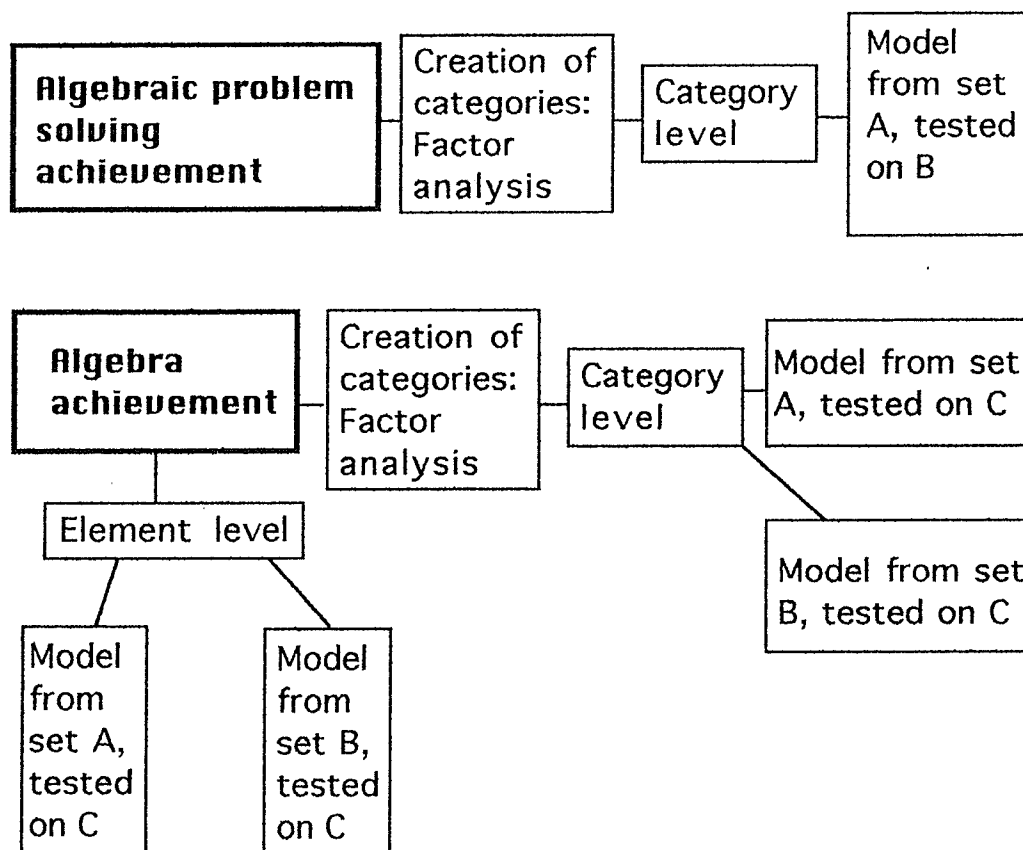 Algebraic problem
solving
achievement
Creation of
categories:
Factor
analysis
Category
level
Model
from set
A, tested
on B
Algebra
achievement
Creation of
categories:
Factor
analysis
Category
level
Model from set
A, tested on C
Model from set
B, tested on C
Element level
Model
from
set A,
tested
on C
Model
from
set B,
tested
on C